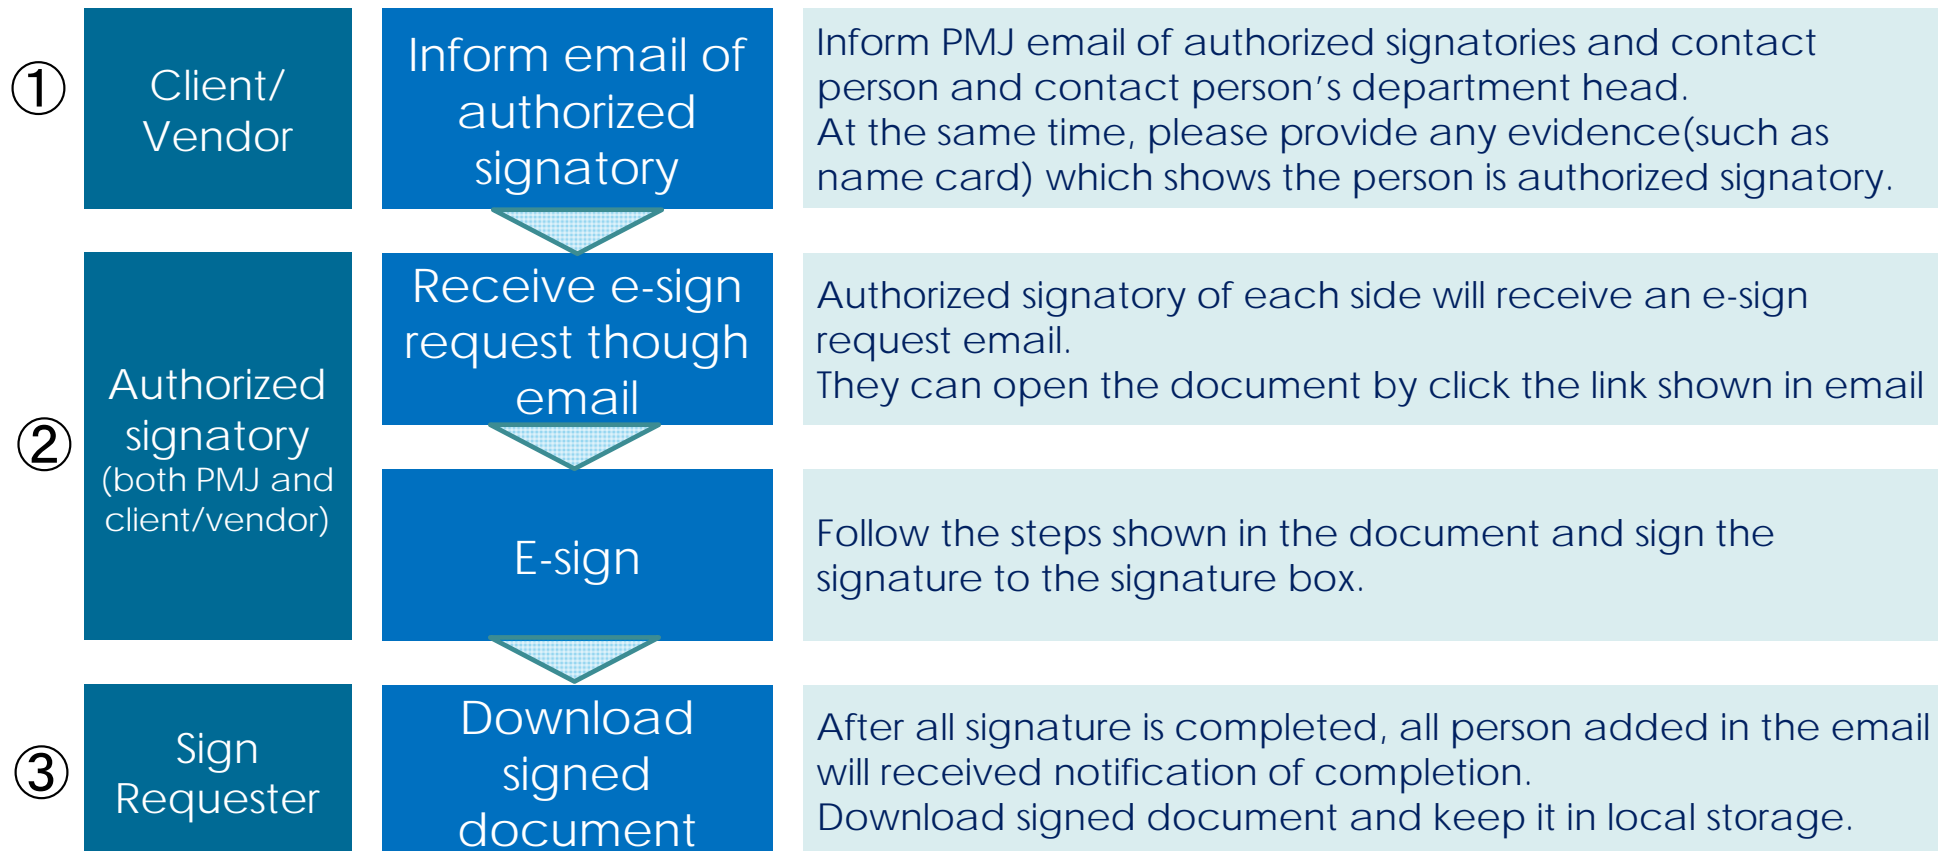 ①
Client/
Vendor
Inform email of
authorized
signatory
Inform PMJ email of authorized signatories and contact
person and contact person's department head.
At the same time, please provide any evidence(such as
name card) which shows the person is authorized signatory.
②
Authorized
signatory
(both PMJ and
client/vendor)
Receive e-sign
request though
email
Authorized signatory of each side will receive an e-sign
request email.
They can open the document by click the link shown in email
E-sign
Follow the steps shown in the document and sign the
signature to the signature box.
③
Sign
Requester
Download
signed
document
After all signature is completed, all person added in the email
will received notification of completion.
Download signed document and keep it in local storage.